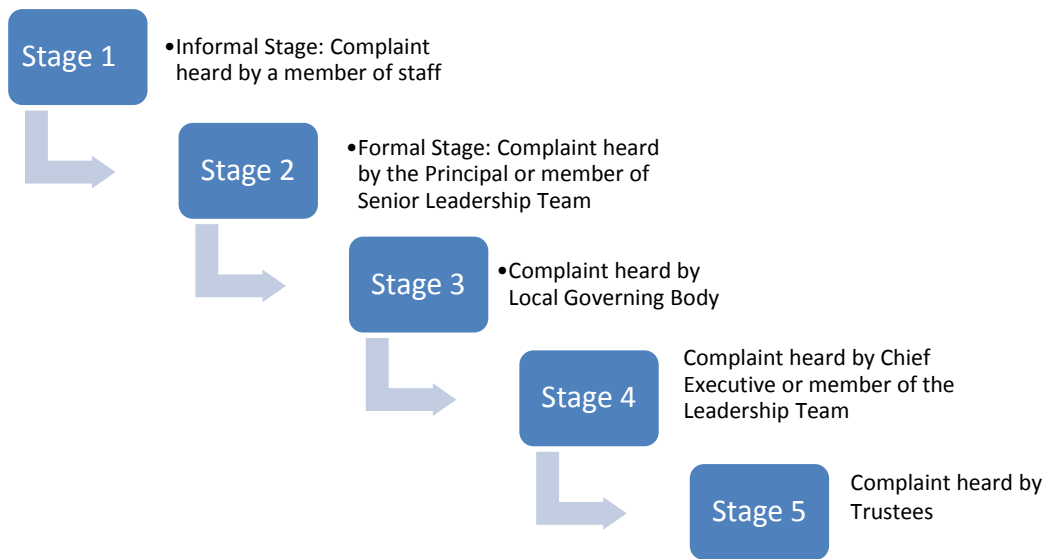 Stage 1
•Informal Stage: Complaint
heard by a member of staff
Stage 2
•Formal Stage: Complaint heard
by the Principal or member of
Senior Leadership Team
Stage 3
•Complaint heard by
Local Governing Body
Stage 4
Complaint heard by Chief
Executive or member of the
Leadership Team
Stage 5
Complaint heard by
Trustees